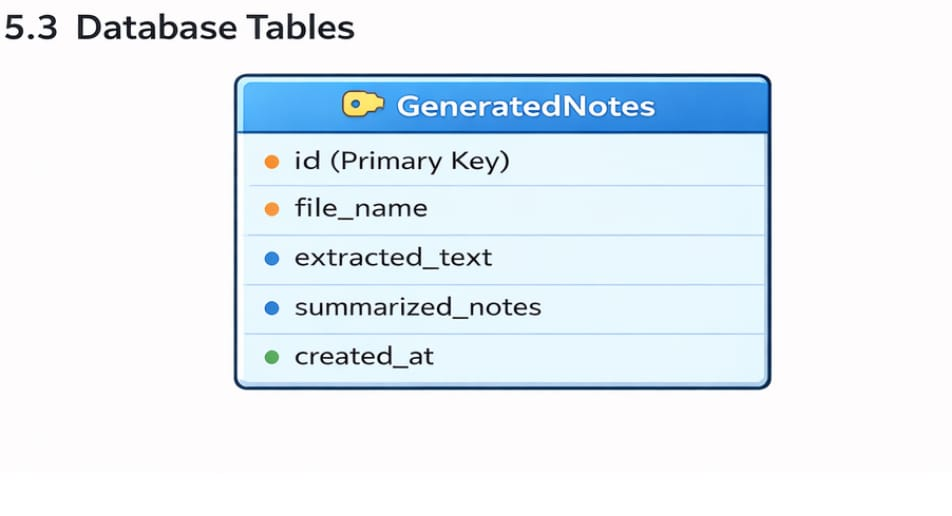 5.3 Database Tables
GeneratedNotes
id (Primary Key)
file_name
extracted_text
summarized_notes
created_at